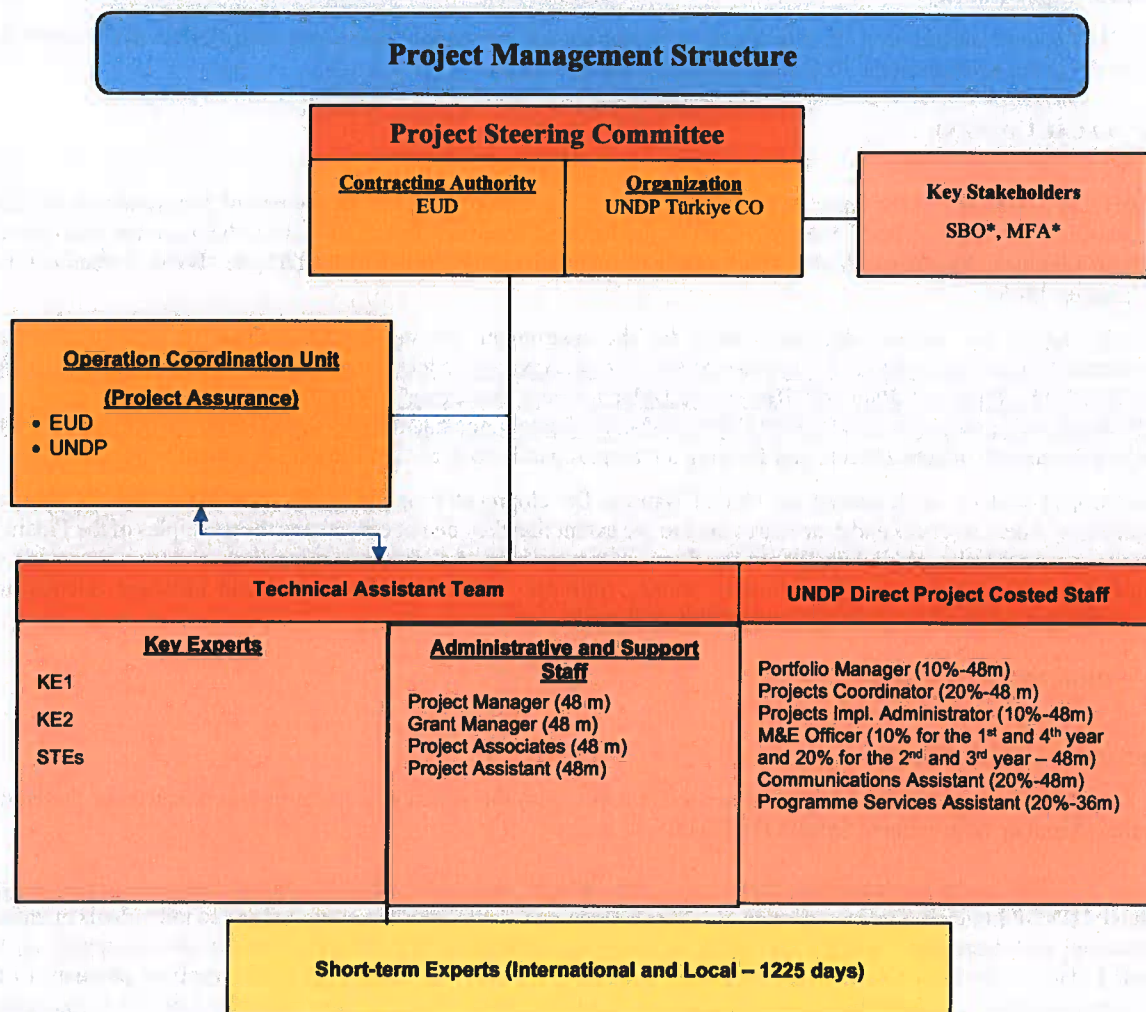 Project Management Structure
Project Steering Committee
Contracting Authority
EUD
Organization
UNDP Türkiye CO
Key Stakeholders
SBO*, MFA*
Operation Coordination Unit
(Project Assurance)
• EUD
• UNDP
Technical Assistant Team
UNDP Direct Project Costed Staff
Key Experts
KE1
KE2
STEs
Administrative and Support
Staff
Project Manager (48 m)
Grant Manager (48 m)
Project Associates (48 m)
Project Assistant (48m)
Portfolio Manager (10%-48m)
Projects Coordinator (20%-48 m)
Projects Impl. Administrator (10%-48m)
M&E Officer (10% for the 1st and 4th year
and 20% for the 2nd and 3rd year – 48m)
Communications Assistant (20%-48m)
Programme Services Assistant (20%-36m)
Short-term Experts (International and Local – 1225 days)